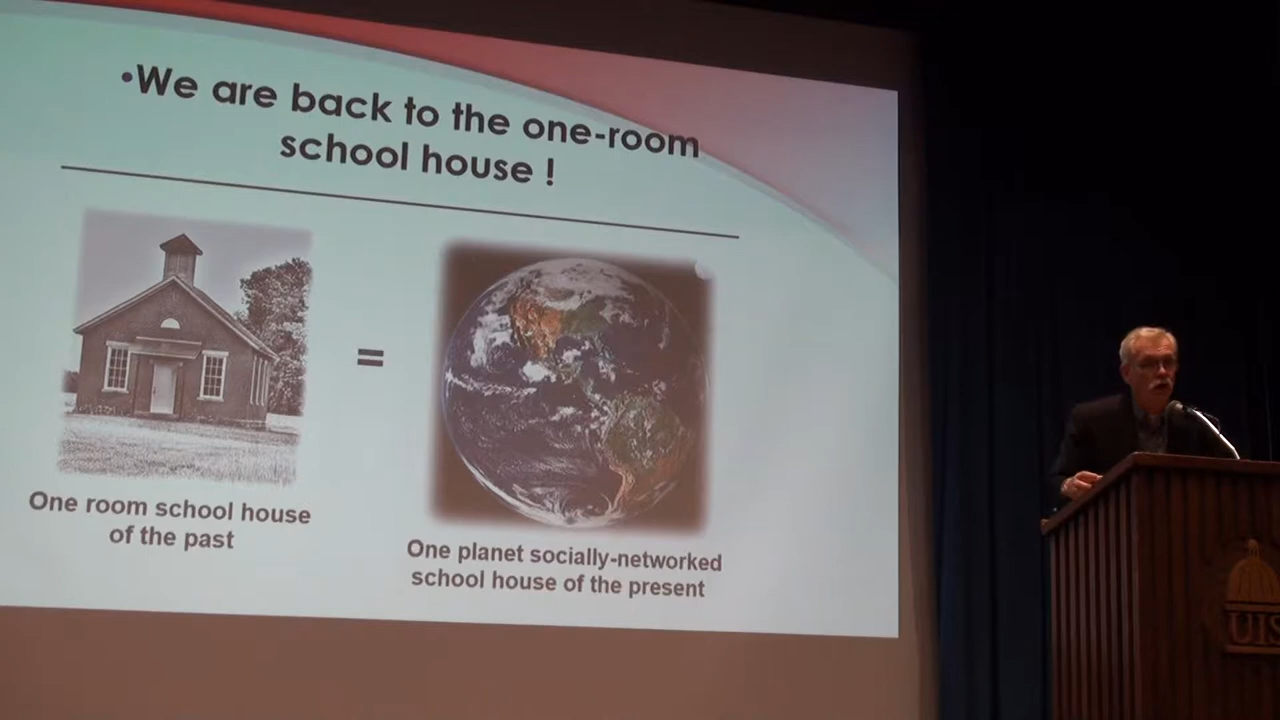 •We are back to the one-room
school house !
=
One room school house
of the past
One planet socially-networked
school house of the present
UIS